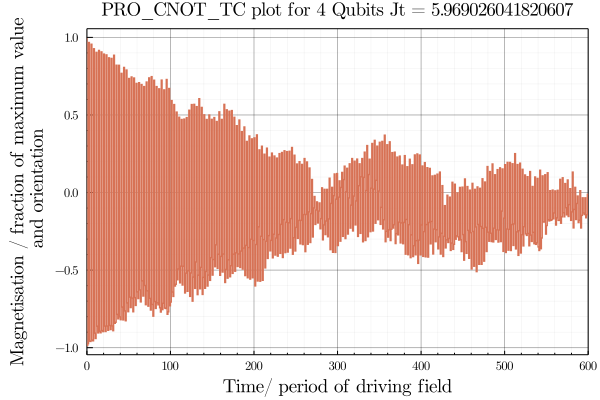 PRO_CNOT_TC plot for 4 Qubits Jt = 5.969026041820607
Magnetisation / fraction of maximum value
and orientation
1.0
0.5
0.0
−0.5
−1.0
0 100 200 300 400 500 600
Time/ period of driving field